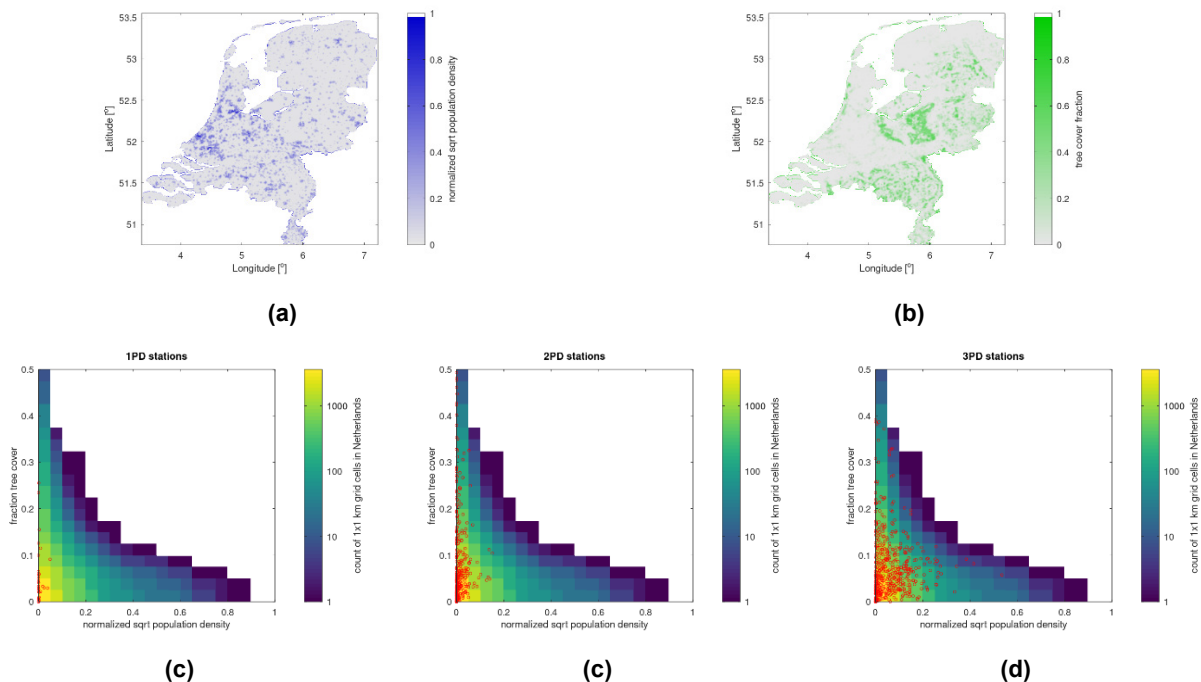 53.5
53
52.5
52
51.5
51
Latitude [º]
4 5 6 7
Longitude [º]
1
0.8
0.6
0.4
0.2
0
normalized sqrt population density
(a)
53.5
53
52.5
52
51.5
51
Latitude [º]
4 5 6 7
Longitude [º]
1
0.8
0.6
0.4
0.2
0
tree cover fraction
(b)
1PD stations
0.5
0.4
0.3
0.2
0.1
0
fraction tree cover
0 0.2 0.4 0.6 0.8 1
normalized sqrt population density
1000
100
10
1
count of 1x1 km grid cells in Netherlands
(c)
2PD stations
0.5
0.4
0.3
0.2
0.1
0
fraction tree cover
0 0.2 0.4 0.6 0.8 1
normalized sqrt population density
1000
100
10
1
count of 1x1 km grid cells in Netherlands
(c)
3PD stations
0.5
0.4
0.3
0.2
0.1
0
fraction tree cover
0 0.2 0.4 0.6 0.8 1
normalized sqrt population density
1000
100
10
1
count of 1x1 km grid cells in Netherlands
(d)